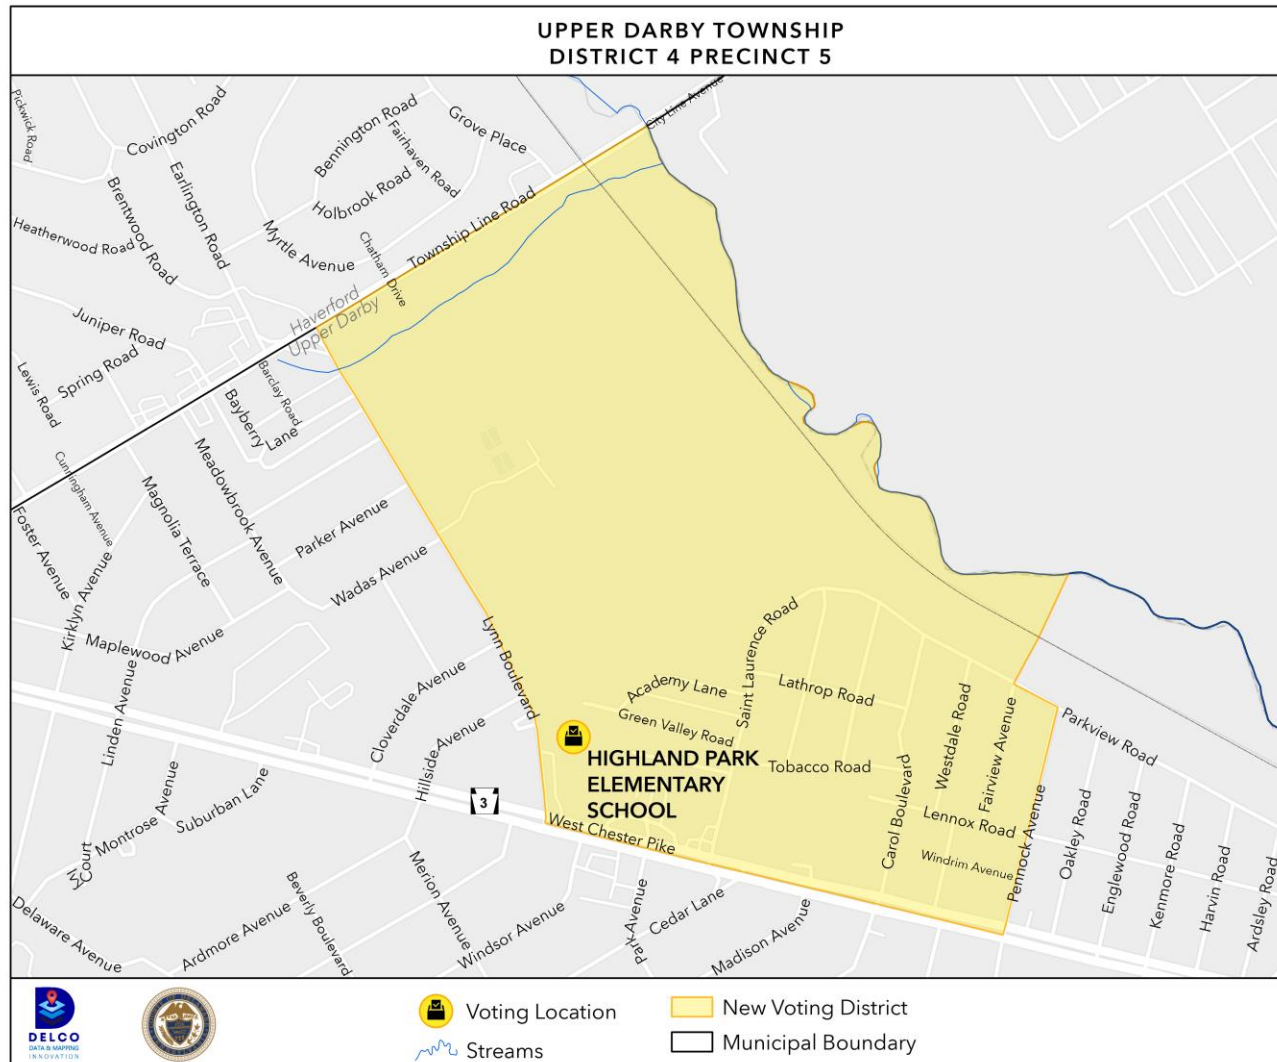 UPPER DARBY TOWNSHIP
DISTRICT 4 PRECINCT 5
City Line Avenue
Pickwick Road
Covington Road
Bennington Road
Grove Place
Fairhaven Road
Earlington Road
Brentwood Road
Holbrook Road
Heatherwood Road
Myrtle Avenue
Chatham Drive
Township Line Road
Haverford
Upper Darby
Juniper Road
Spring Road
Lewis Road
Barclay Road
Bayberry Lane
Cunningham Avenue
Meadowbrook Avenue
Magnolia Terrace
Foster Avenue
Parker Avenue
Wadas Avenue
Kirklyn Avenue
Maplewood Avenue
Lynn Boulevard
Saint Laurence Road
Linden Avenue
Cloverdale Avenue
Academy Lane
Lathrop Road
Green Valley Road
Westdale Road
Fairview Avenue
Parkview Road
Hillside Avenue
HIGHLAND PARK
ELEMENTARY
SCHOOL
Tobacco Road
3
Suburban Lane
Montrose Avenue
West Chester Pike
Carol Boulevard
Lennox Road
Windrim Avenue
Pennock Avenue
Oakley Road
Englewood Road
Kenmore Road
Harvin Road
Ardsley Road
Ivy Court
Merion Avenue
Beverly Boulevard
Delaware Avenue
Ardmore Avenue
Windsor Avenue
Park Avenue
Cedar Lane
Madison Avenue
DELCO
DATA & MAPPING
INNOVATION
Voting Location
Streams
New Voting District
Municipal Boundary